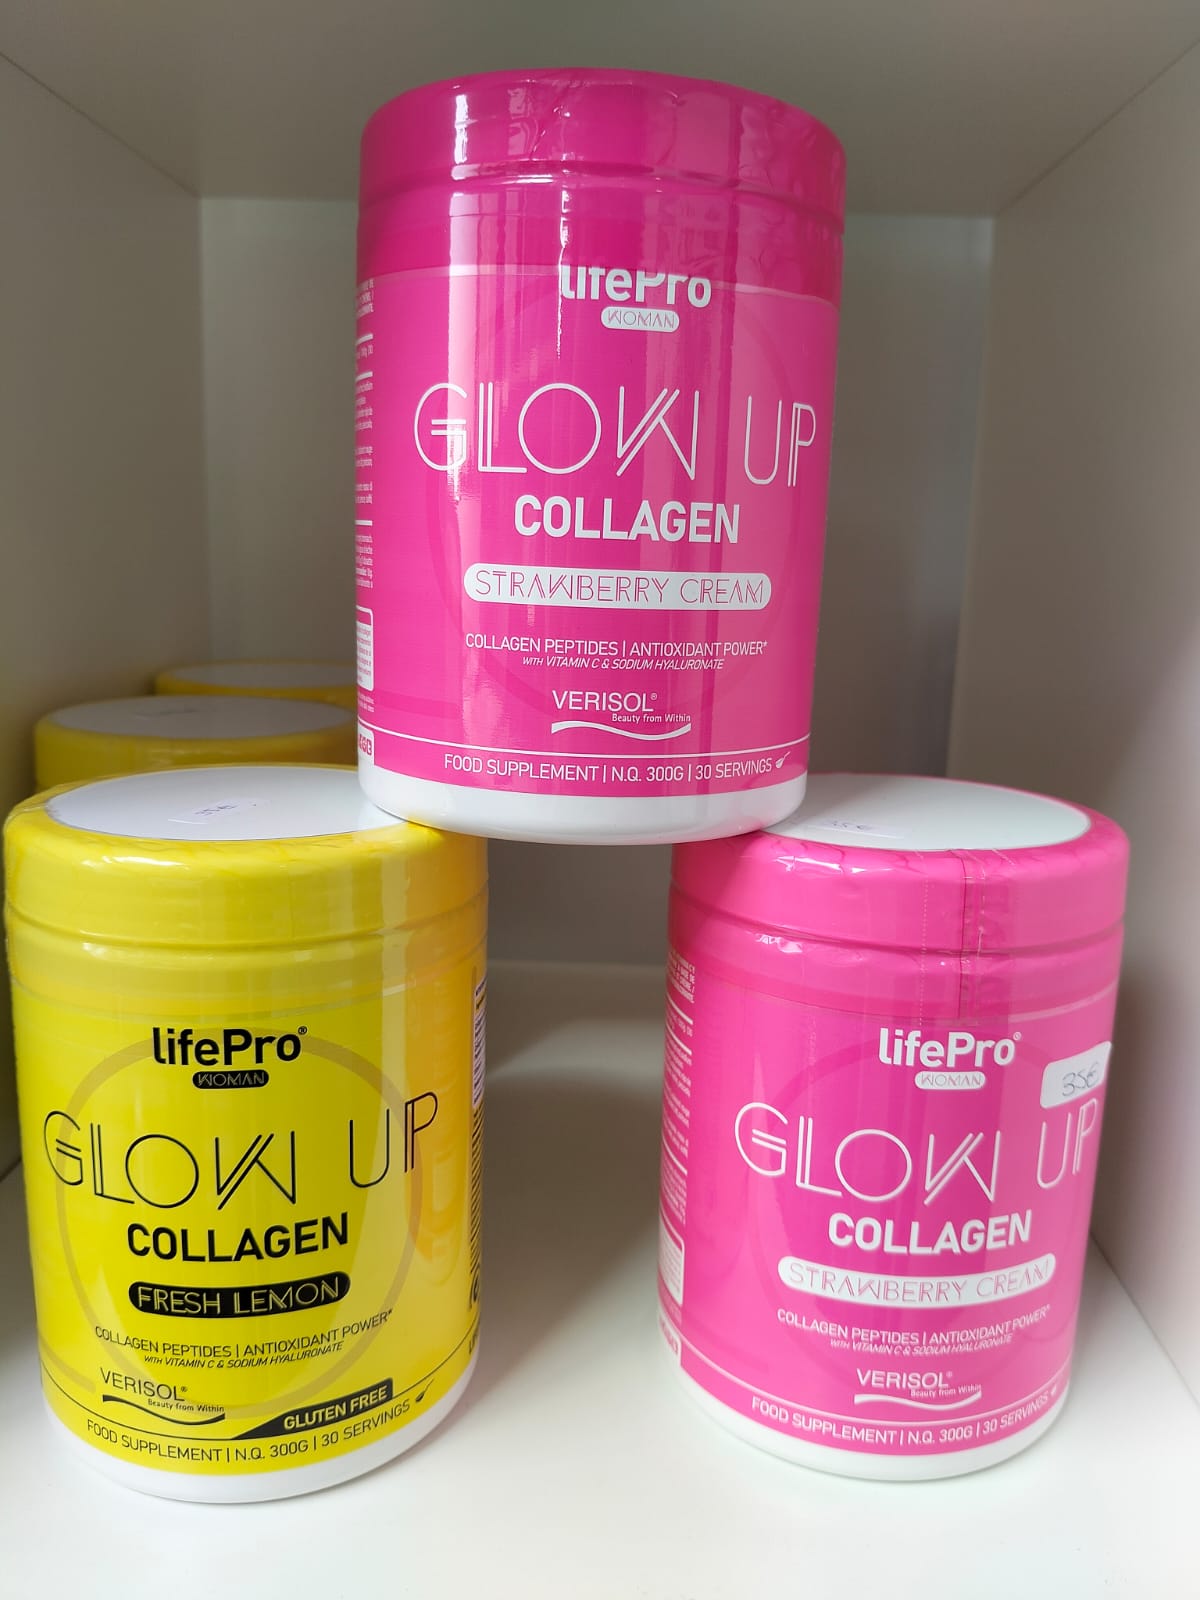 lifePro
WOMAN
GLOW UP
COLLAGEN
STRAWBERRY CREAM
COLLAGEN PEPTIDES | ANTIOXIDANT POWER*
WITH VITAMIN C & SODIUM HYALURONATE
VERISOL®
Beauty from Within
FOOD SUPPLEMENT | N.Q. 300G | 30 SERVINGS
35€
lifePro®
WOMAN
GLOW UP
COLLAGEN
FRESH LEMON
COLLAGEN PEPTIDES | ANTIOXIDANT POWER*
WITH VITAMIN C & SODIUM HYALURONATE
VERISOL®
Beauty from Within
GLUTEN FREE
FOOD SUPPLEMENT | N.Q. 300G | 30 SERVINGS
35€
lifePro®
WOMAN
35€
GLOW UP
COLLAGEN
STRAWBERRY CREAM
COLLAGEN PEPTIDES | ANTIOXIDANT POWER*
WITH VITAMIN C & SODIUM HYALURONATE
VERISOL®
Beauty from Within
FOOD SUPPLEMENT | N.Q. 300G | 30 SERVINGS